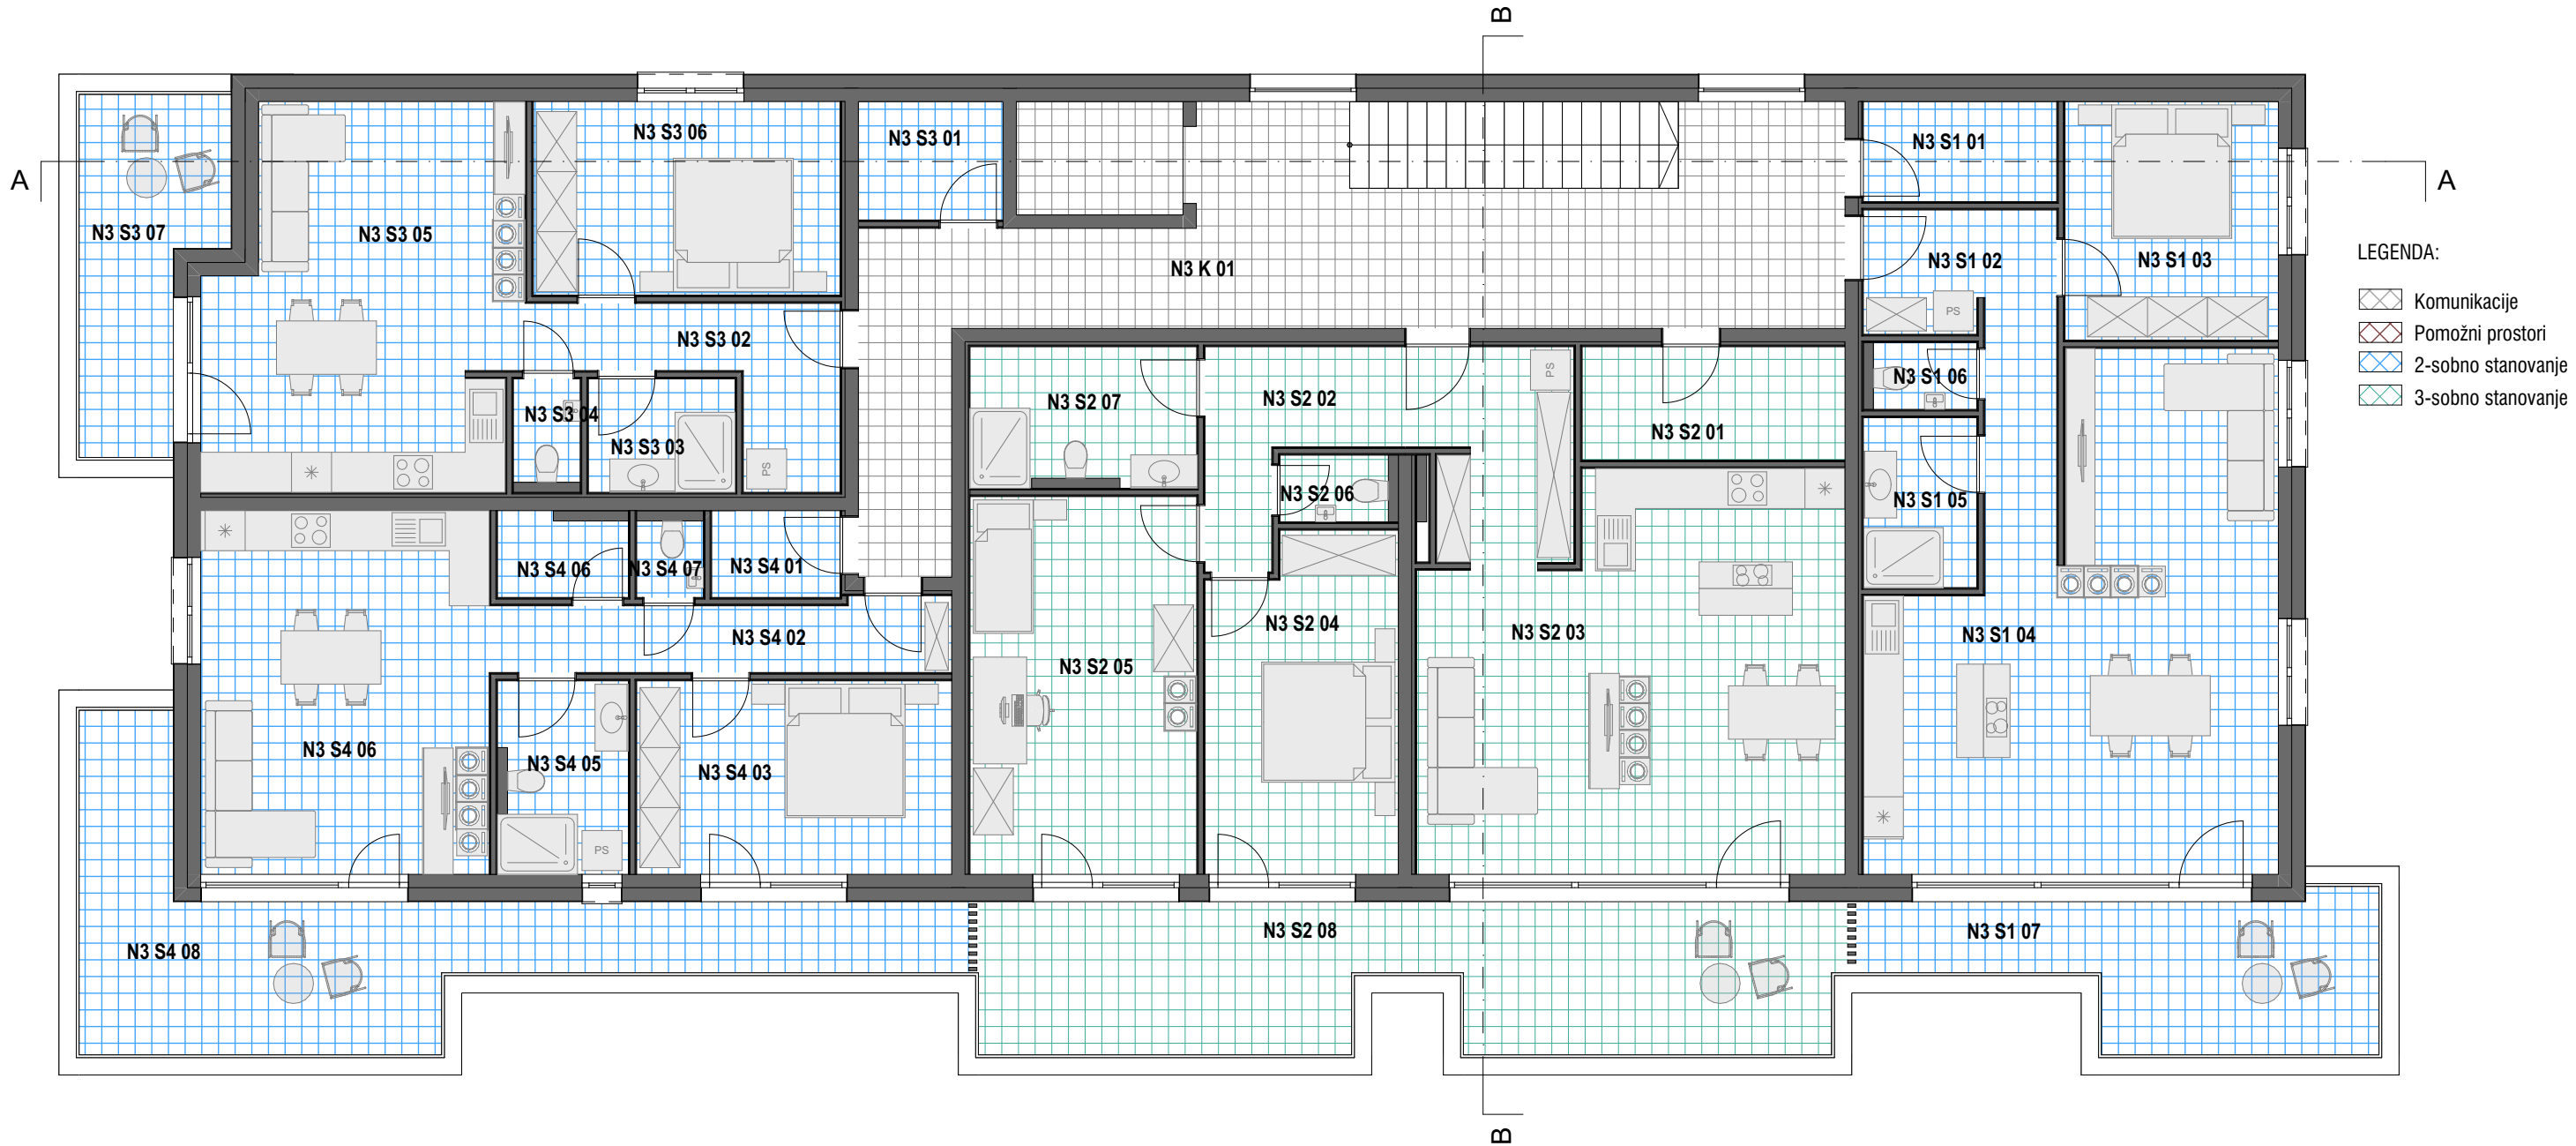 B
N3 S3 06
N3 S3 01
N3 S1 01
A
A
N3 S3 07
N3 S3 05
N3 K 01
N3 S1 02
N3 S1 03
LEGENDA:
Komunikacije
Pomožni prostori
2-sobno stanovanje
3-sobno stanovanje
PS
N3 S3 02
PS
N3 S1 06
N3 S2 07
N3 S2 02
N3 S3 04
N3 S3 03
N3 S2 01
PS
N3 S2 06
N3 S1 05
N3 S4 06
N3 S4 07
N3 S4 01
N3 S4 02
N3 S2 04
N3 S2 03
N3 S1 04
N3 S2 05
N3 S4 06
N3 S4 05
N3 S4 03
PS
N3 S4 08
N3 S2 08
N3 S1 07
B